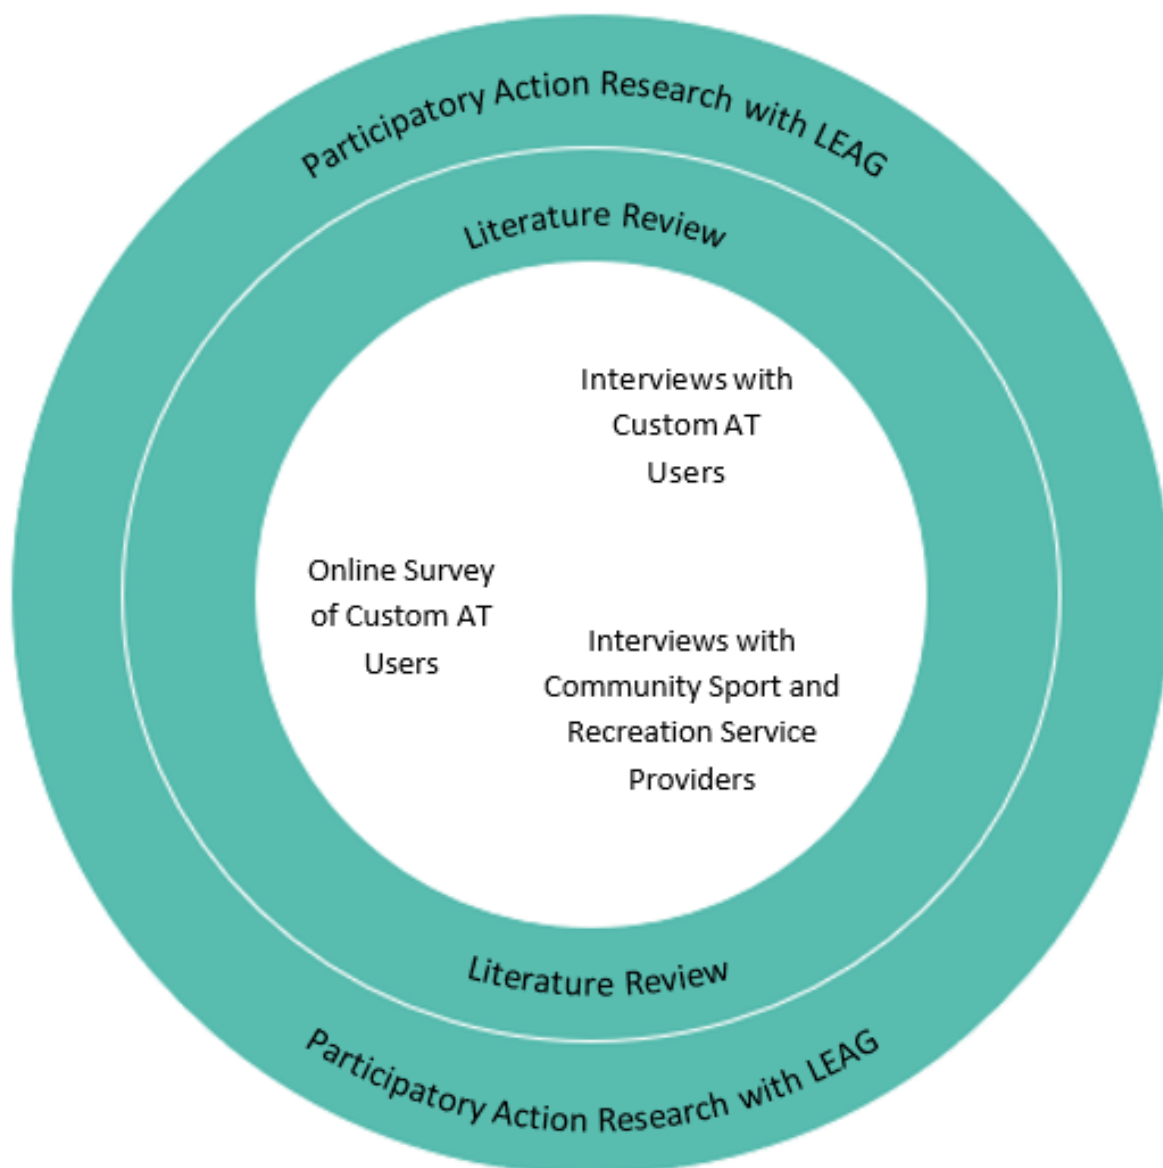 Participatory Action Research with LEAG
Literature Review
Interviews with
Custom AT
Users
Online Survey
of Custom AT
Users
Interviews with
Community Sport and
Recreation Service
Providers
Literature Review
Participatory Action Research with LEAG